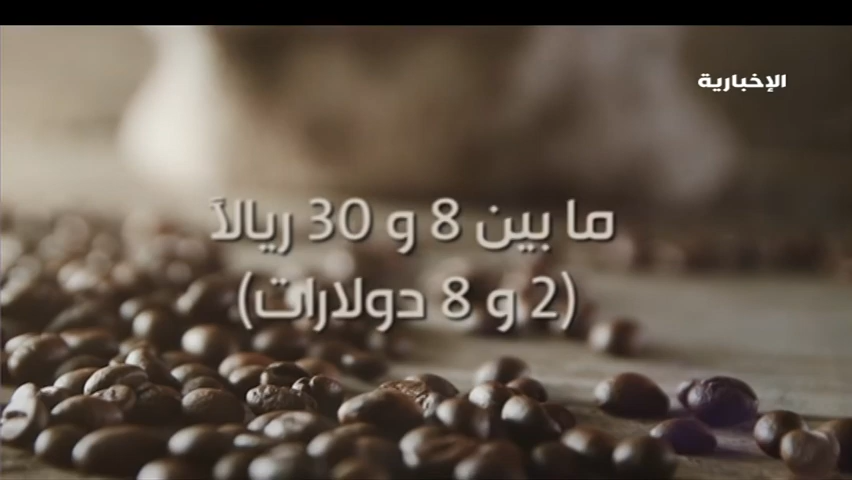 الإخبارية
ما بين 8 و 30 ريالاً
(2 و 8 دولارات)